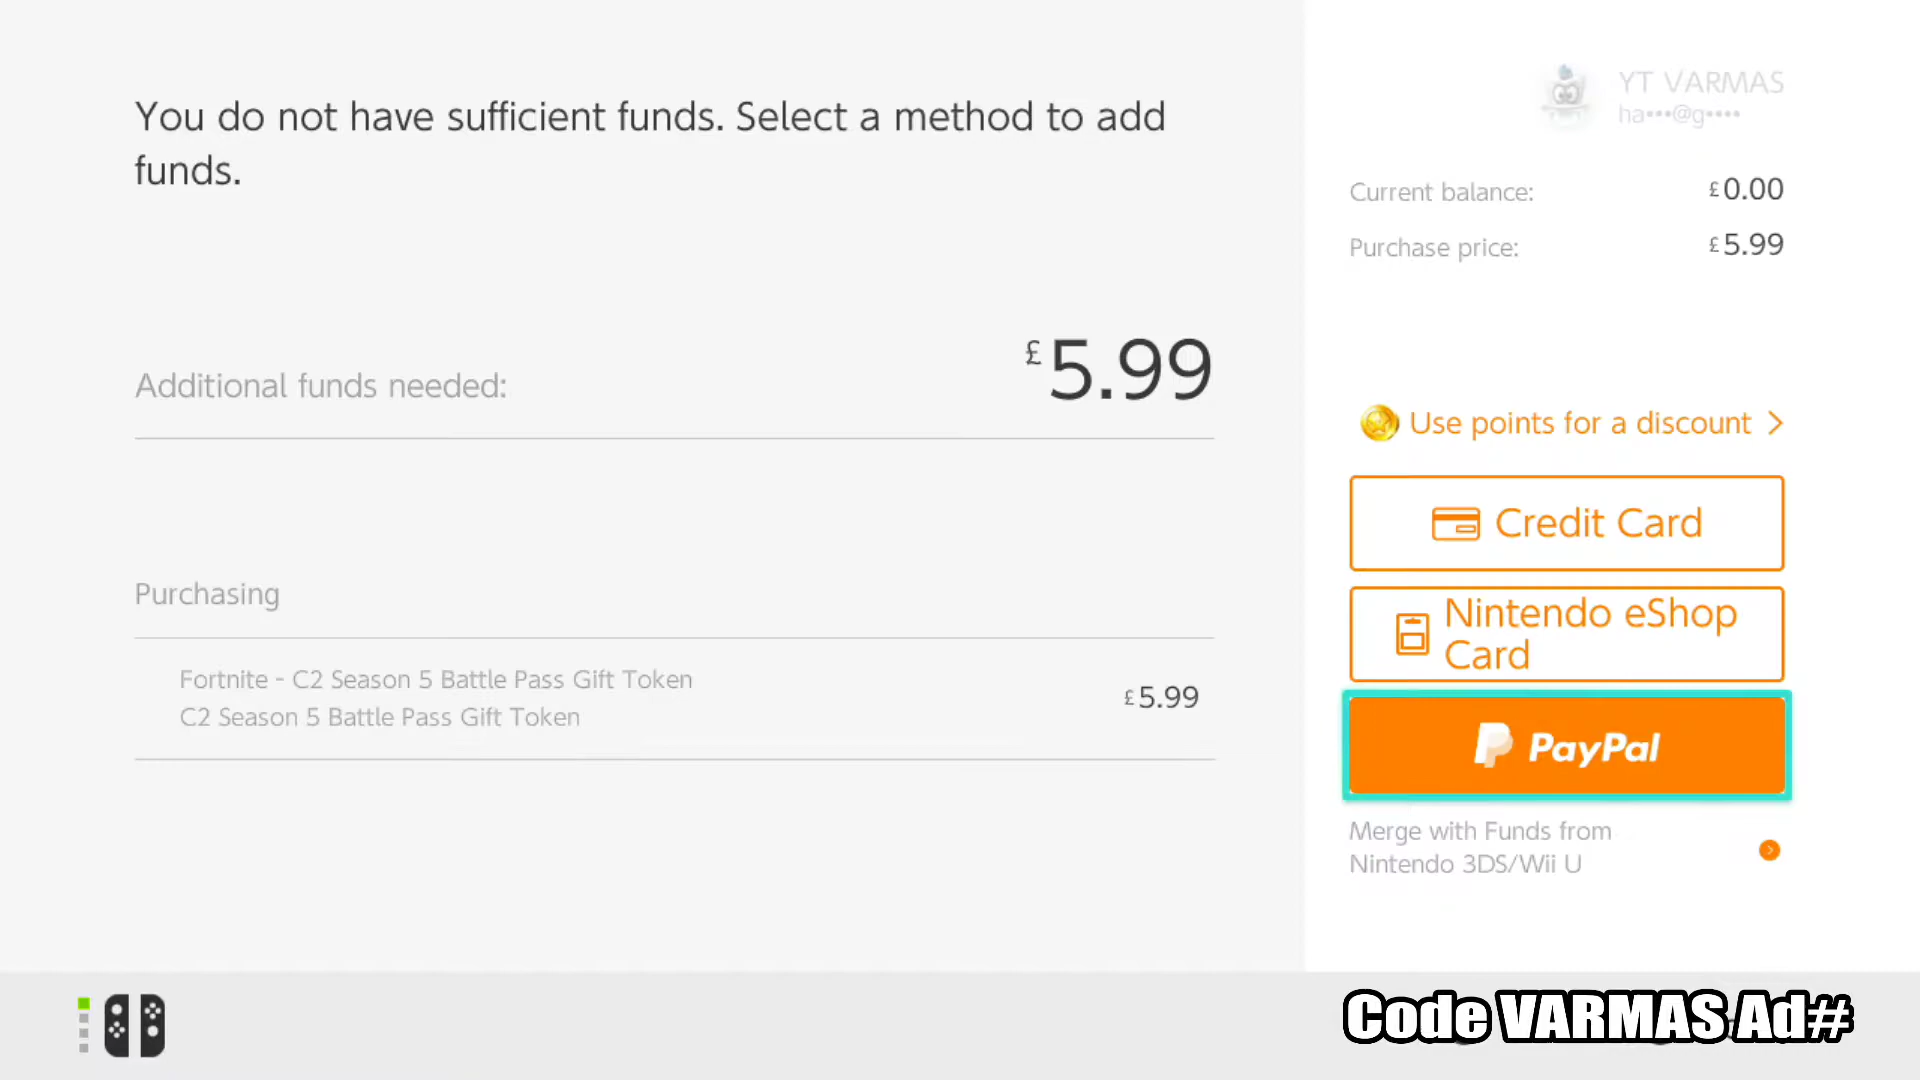 You do not have sufficient funds. Select a method to add
funds.
Additional funds needed:
£5.99
Purchasing
Fortnite - C2 Season 5 Battle Pass Gift Token
C2 Season 5 Battle Pass Gift Token
£5.99
YT VARMAS
ha•••@g••••
Current balance:
£0.00
Purchase price:
£5.99
Use points for a discount
Credit Card
Nintendo eShop
Card
PayPal
Merge with Funds from
Nintendo 3DS/Wii U
Code VARMAS Ad#